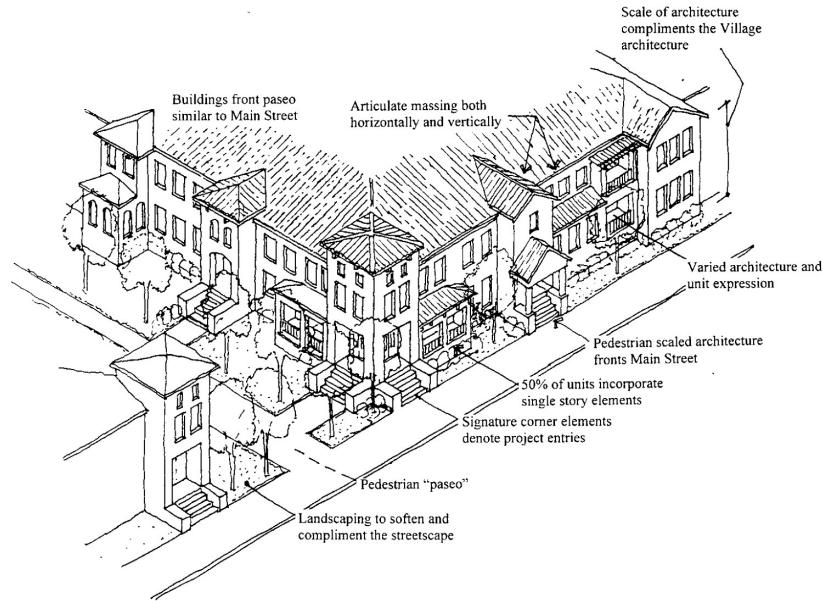 Scale of architecture
compliments the Village
architecture
Buildings front paseo
similar to Main Street
Articulate massing both
horizontally and vertically
Varied architecture and
unit expression
Pedestrian scaled architecture
fronts Main Street
50% of units incorporate
single story elements
Signature corner elements
denote project entries
Pedestrian “paseo”
Landscaping to soften and
compliment the streetscape